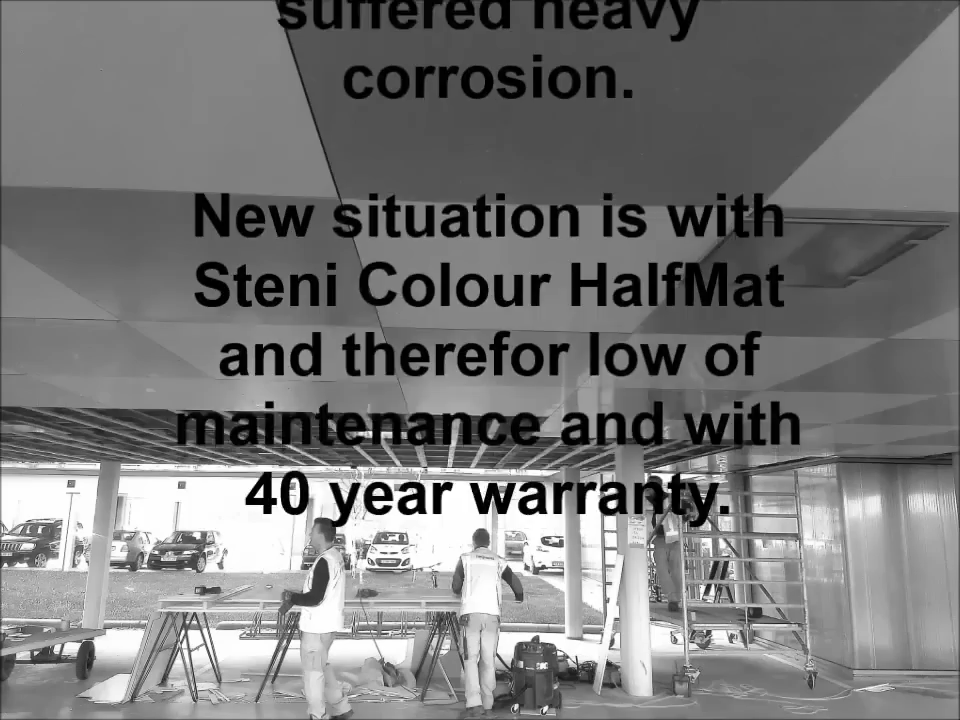 suffered heavy
corrosion.
New situation is with
Steni Colour HalfMat
and therefor low of
maintenance and with
40 year warranty.